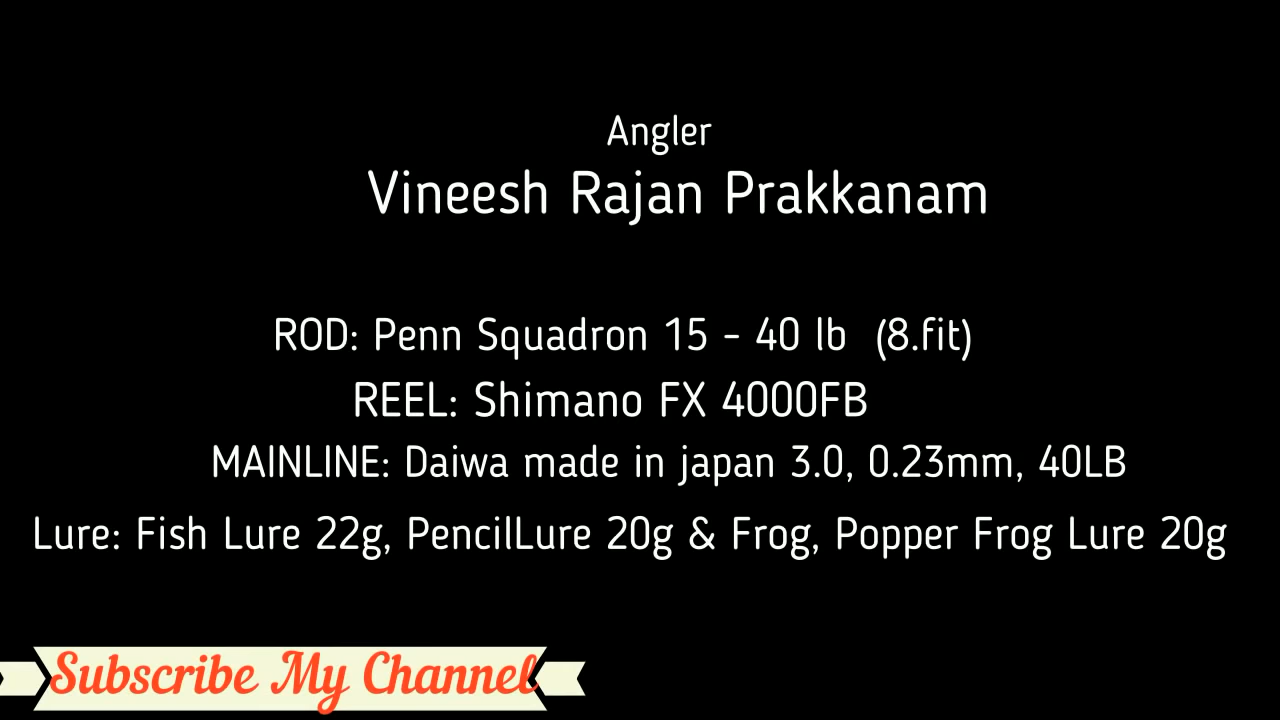 Angler
Vineesh Rajan Prakkanam
ROD: Penn Squadron 15 - 40 lb (8.fit)
REEL: Shimano FX 4000FB
MAINLINE: Daiwa made in japan 3.0, 0.23mm, 40LB
Lure: Fish Lure 22g, PencilLure 20g & Frog, Popper Frog Lure 20g
Subscribe My Channel